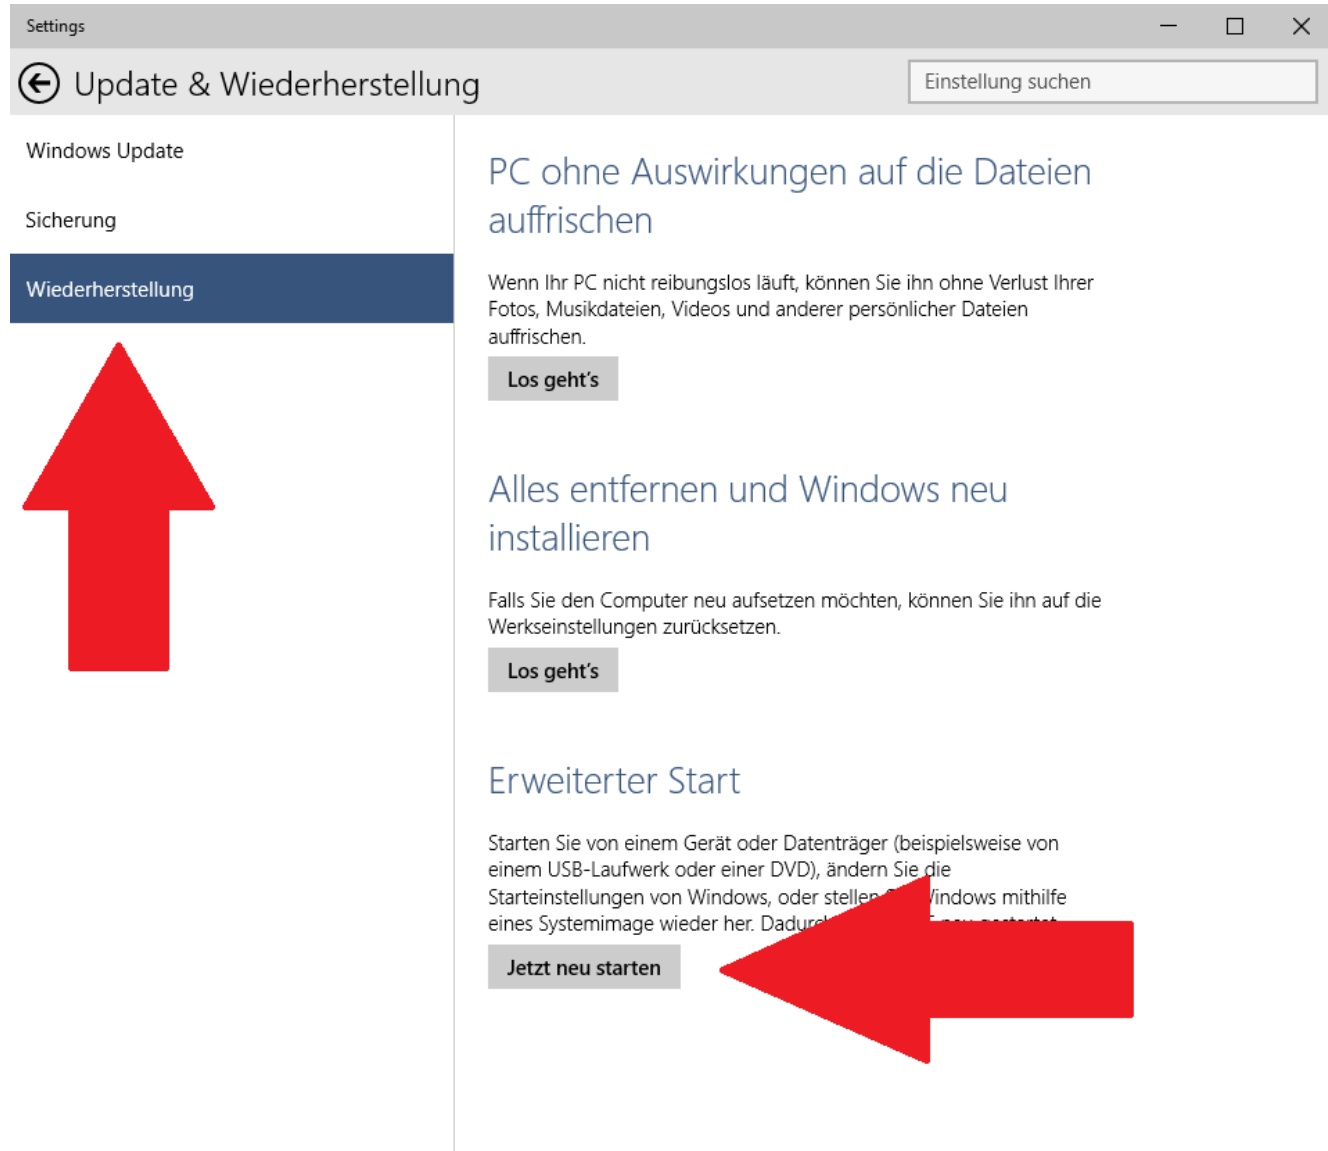 Settings
Update & Wiederherstellung
Einstellung suchen
Windows Update
Sicherung
Wiederherstellung
PC ohne Auswirkungen auf die Dateien
auffrischen
Wenn Ihr PC nicht reibungslos läuft, können Sie ihn ohne Verlust Ihrer
Fotos, Musikdateien, Videos und anderer persönlicher Dateien
auffrischen.
Los geht's
Alles entfernen und Windows neu
installieren
Falls Sie den Computer neu aufsetzen möchten, können Sie ihn auf die
Werkseinstellungen zurücksetzen.
Los geht's
Erweiterter Start
Starten Sie von einem Gerät oder Datenträger (beispielsweise von
einem USB-Laufwerk oder einer DVD), ändern Sie die
Starteinstellungen von Windows, oder stellen Windows mithilfe
eines Systemimage wieder her.
Jetzt neu starten